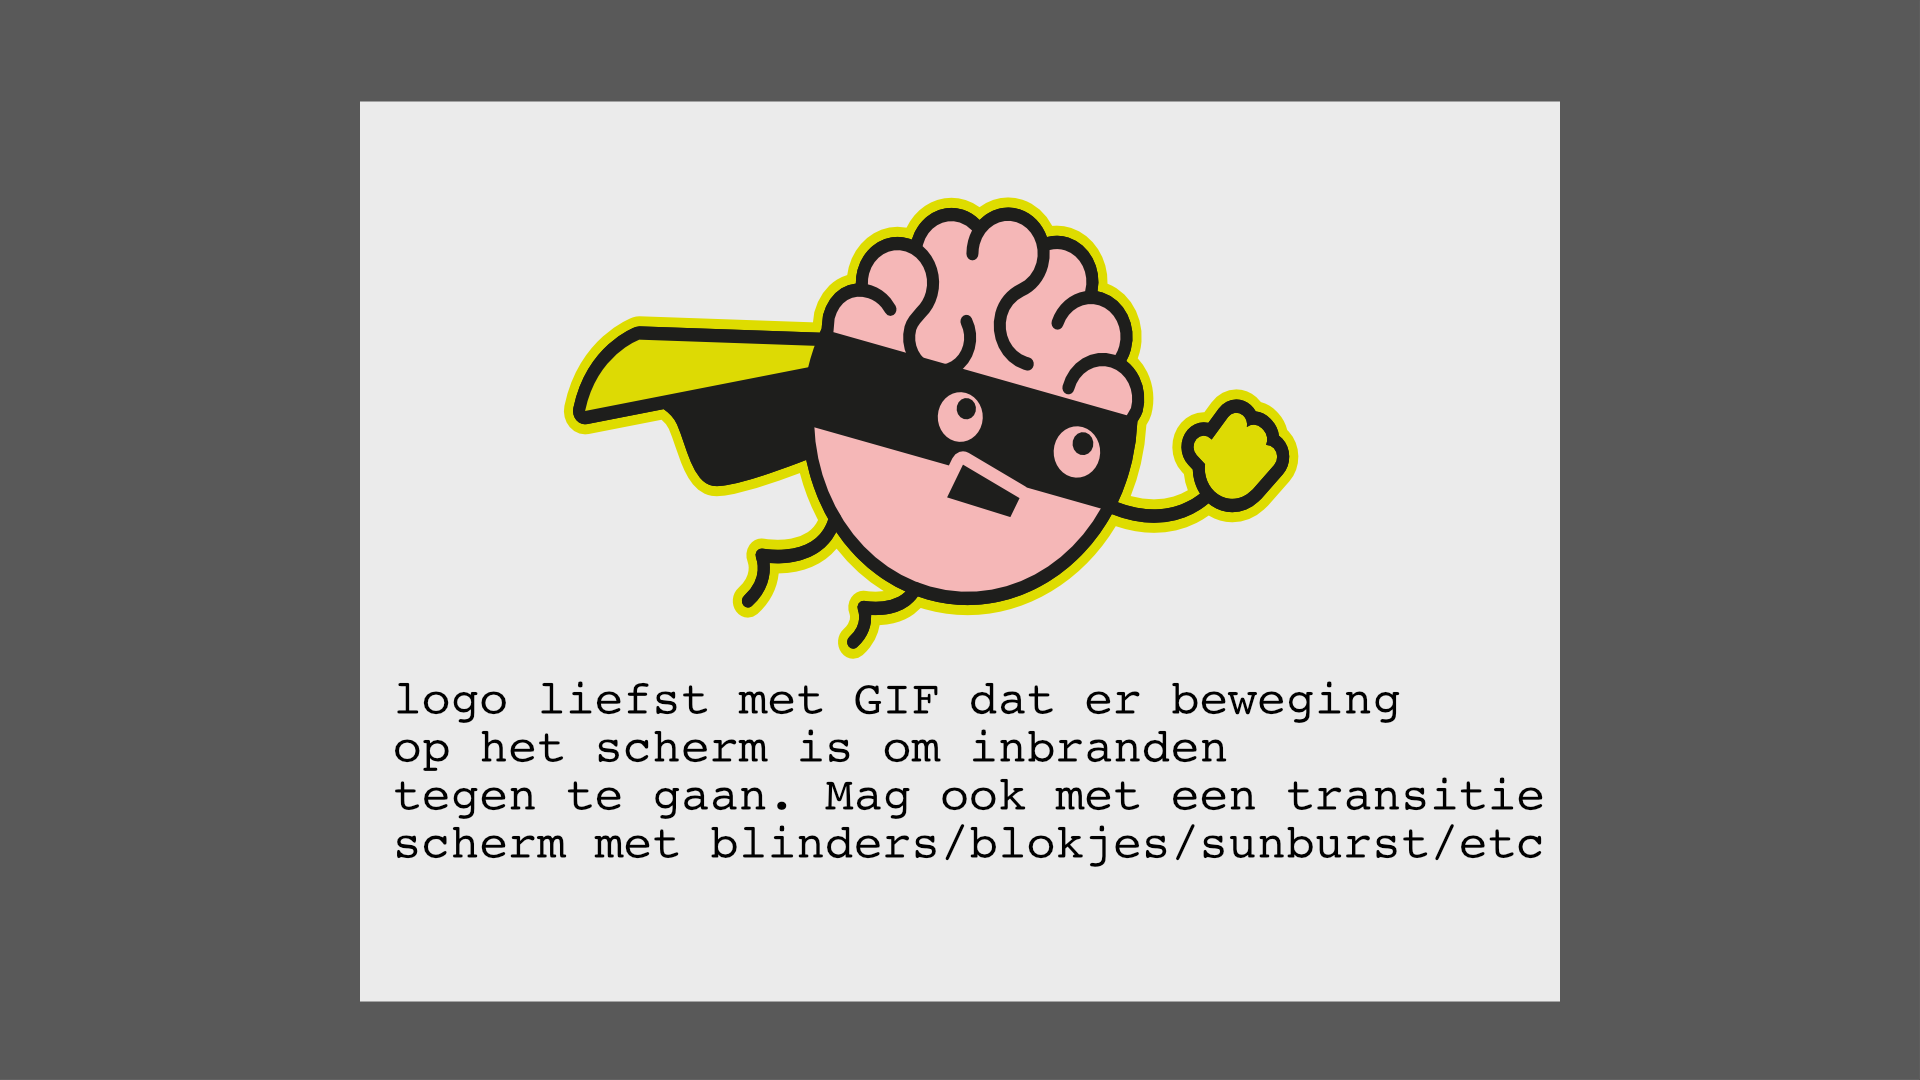 logo liefst met GIF dat er beweging
op het scherm is om inbranden
tegen te gaan. Mag ook met een transitie
scherm met blinders/blokjes/sunburst/etc